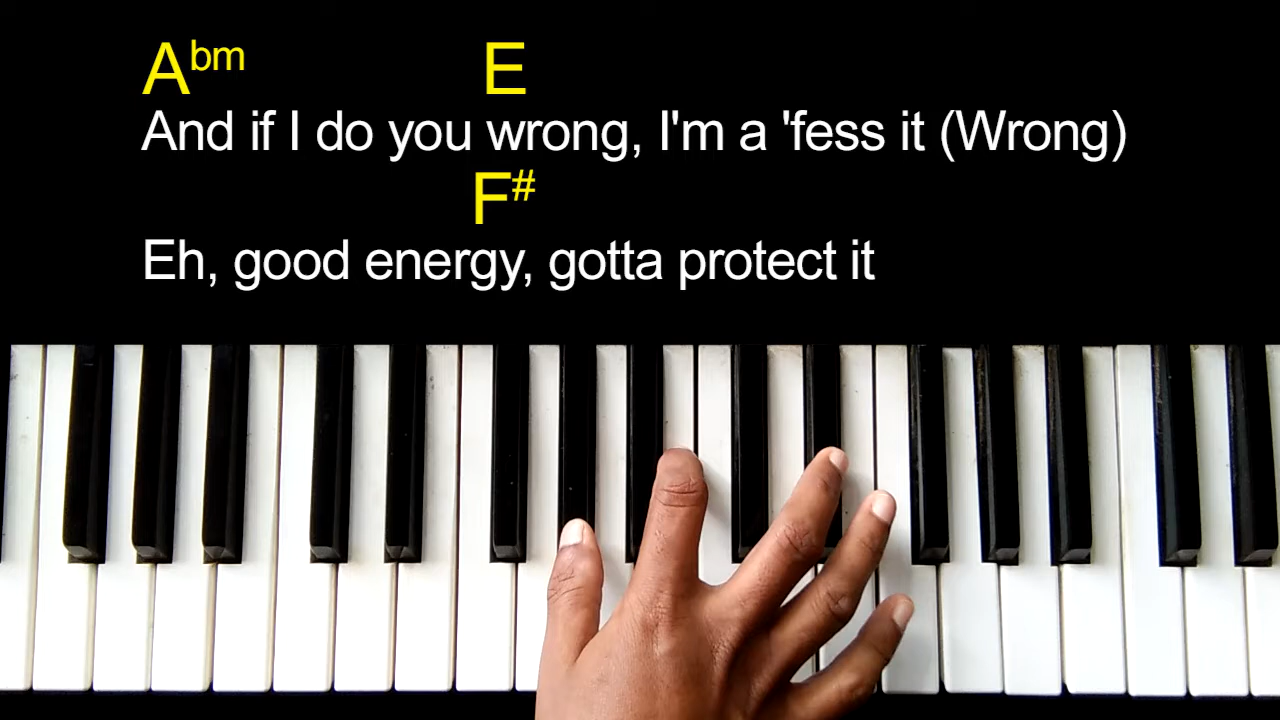 Abm E
And if I do you wrong, I'm a 'fess it (Wrong)
F#
Eh, good energy, gotta protect it